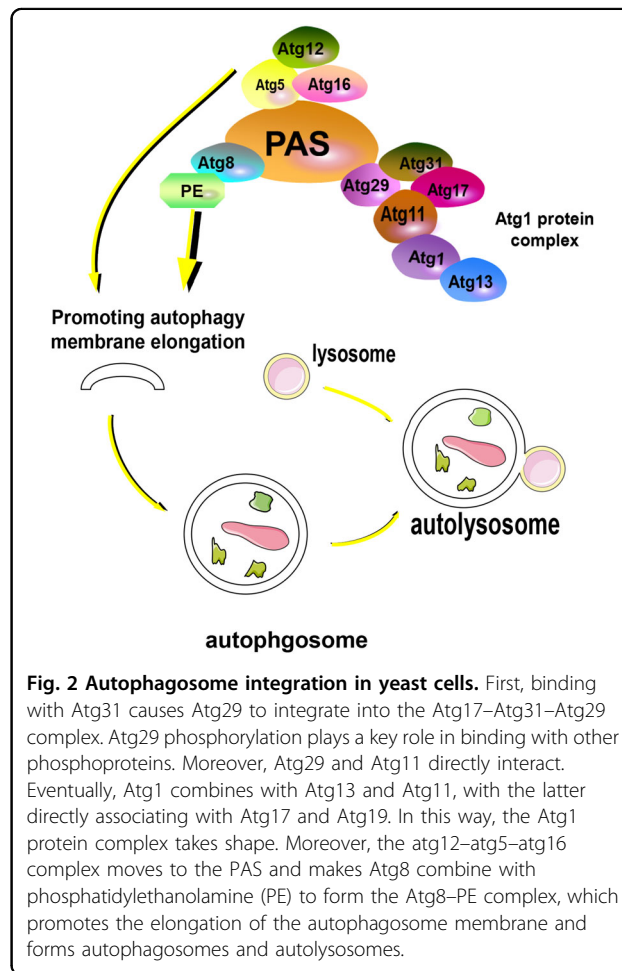 Atg12
Atg5
Atg16
PAS
Atg8
PE
Atg31
Atg29
Atg17
Atg11
Atg1 protein
complex
Atg1
Atg13
Promoting autophagy
membrane elongation
lysosome
autolysosome
autophgosome
Fig. 2 Autophagosome integration in yeast cells. First, binding
with Atg31 causes Atg29 to integrate into the Atg17–Atg31–Atg29
complex. Atg29 phosphorylation plays a key role in binding with other
phosphoproteins. Moreover, Atg29 and Atg11 directly interact.
Eventually, Atg1 combines with Atg13 and Atg11, with the latter
directly associating with Atg17 and Atg19. In this way, the Atg1
protein complex takes shape. Moreover, the atg12–atg5–atg16
complex moves to the PAS and makes Atg8 combine with
phosphatidylethanolamine (PE) to form the Atg8–PE complex, which
promotes the elongation of the autophagosome membrane and
forms autophagosomes and autolysosomes.